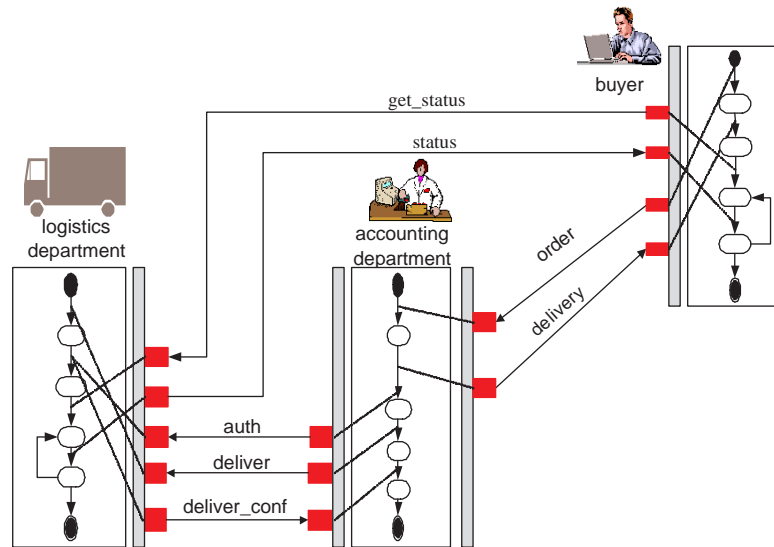 buyer
get_status
status
logistics
department
accounting
department
order
delivery
auth
deliver
deliver_conf